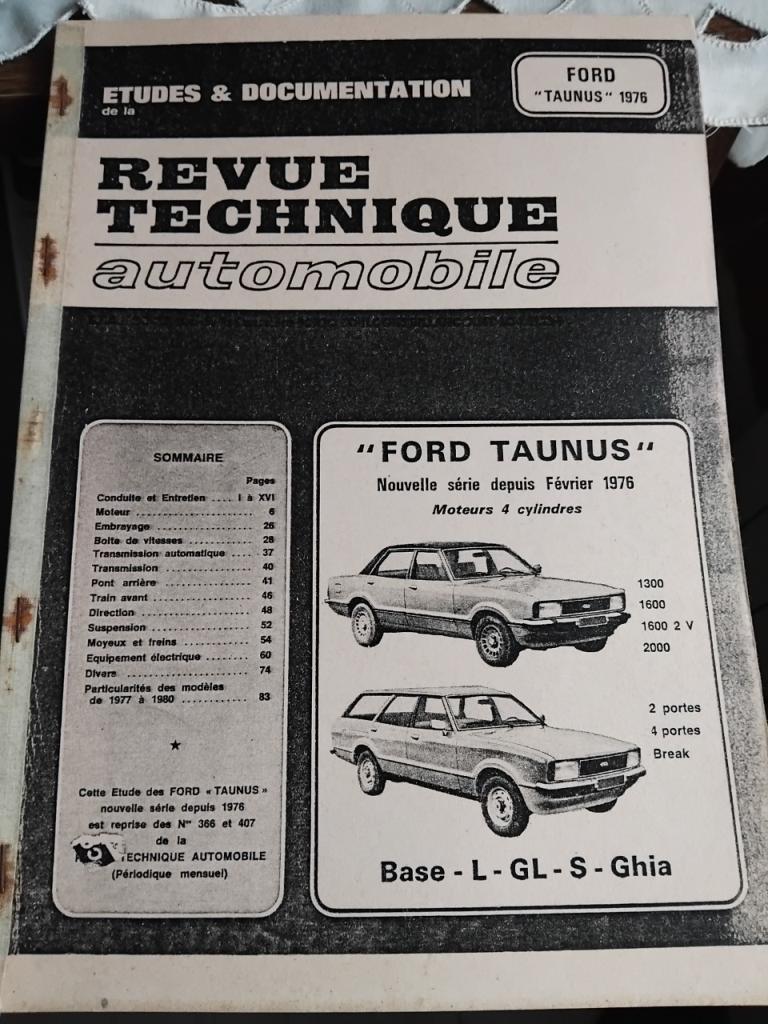 ETUDES & DOCUMENTATION
de la
FORD
"TAUNUS" 1976
REVUE
TECHNIQUE
automobile
SOMMAIRE
Pages
Conduite et Entretien .... I à XVI
Moteur ........................ 6
Embrayage ................... 26
Boite de vitesses ............. 28
Transmission automatique .... 37
Transmission ................. 40
Pont arrière .................. 41
Train avant ................... 46
Direction ..................... 48
Suspension ................... 52
Moyeux et freins ............. 54
Equipement électrique ........ 60
Divers ........................ 74
Particularités des modèles
de 1977 à 1980 ............ 83
★
Cette Etude des FORD « TAUNUS »
nouvelle série depuis 1976
est reprise des Nos 366 et 407
de la
TECHNIQUE AUTOMOBILE
(Périodique mensuel)
"FORD TAUNUS"
Nouvelle série depuis Février 1976
Moteurs 4 cylindres
1300
1600
1600 2 V
2000
2 portes
4 portes
Break
Base - L - GL - S - Ghia